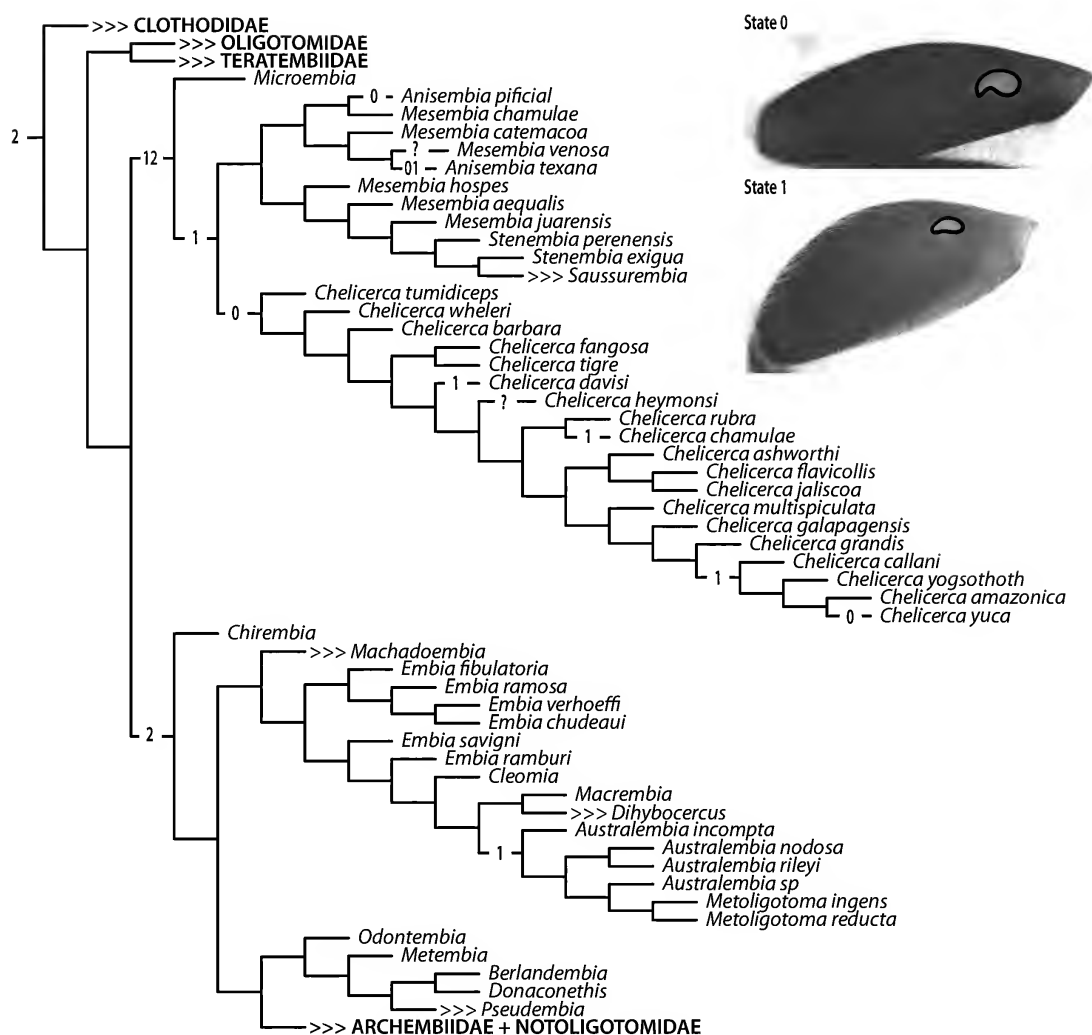 State 0
>>> CLOTHODIDAE
>>> OLIGOTOMIDAE
>>> TERATEMBIIDAE
Microembia
0 Anisembia pificial
Mesembia chamulae
2
Mesembia catemacoa
12
? Mesembia venosa
01 Anisembia texana
State 1
Mesembia hospes
Mesembia aequalis
Mesembia juarensis
1
Stenembia perenensis
Stenembia exigua
>>> Saussurembia
Chelicerca tumidiceps
0
Chelicerca wheleri
Chelicerca barbara
Chelicerca fangosa
Chelicerca tigre
1 Chelicerca davisi
? Chelicerca heymonsi
Chelicerca rubra
1 Chelicerca chamulae
Chelicerca ashworthi
Chelicerca flavicollis
Chelicerca jaliscoa
Chelicerca multispiculata
Chelicerca galapagensis
Chelicerca grandis
Chelicerca callani
1
Chelicerca yogsothoth
Chelicerca amazonica
0 Chelicerca yuca
Chirembia
>>> Machadoembia
Embia fibulatoria
Embia ramosa
Embia verhoeffi
Embia chudeaui
2
Embia savigni
Embia ramburi
Cleomia
Macrembia
>>> Dihybocercus
Australembia incompta
Australembia nodosa
1
Australembia rileyi
Australembia sp
Metoligotoma ingens
Metoligotoma reducta
Odontembia
Metembia
Berlandembia
Donaconethis
>>> Pseudembia
>>> ARCHEMBIIDAE + NOTOLIGOTOMIDAE